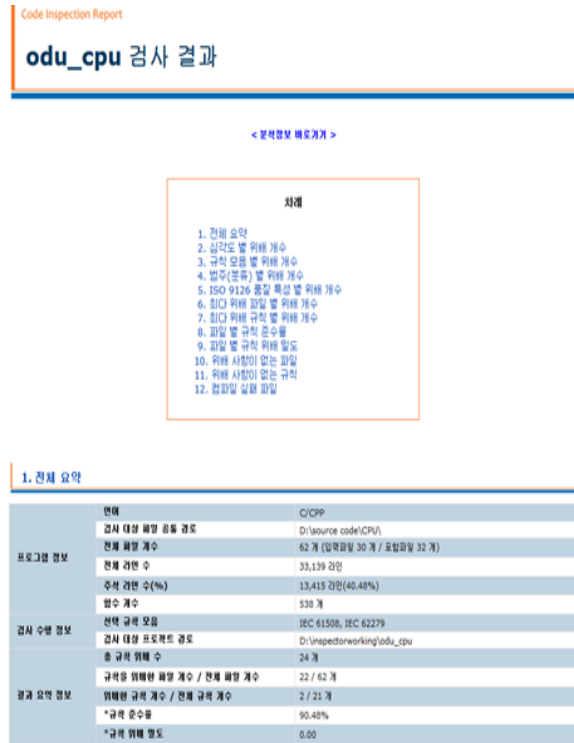 Code Inspection Report
odu_cpu 검사 결과
< 분석정보 바로가기 >
차례
1. 전체 요약
2. 심각도 별 위배 개수
3. 규칙 모음 별 위배 개수
4. 범주(분류) 별 위배 개수
5. ISO 9126 품질 특성 별 위배 개수
6. 최다 위배 파일 별 위배 개수
7. 최다 위배 규칙 별 위배 개수
8. 파일 별 규칙 준수율
9. 파일 별 규칙 위배 밀도
10. 위배 사항이 없는 파일
11. 위배 사항이 없는 규칙
12. 컴파일 실패 파일
1. 전체 요약
프로그램 정보
언어 C/CPP
검사 대상 파일 공통 경로 D:\source code\CPU\
전체 파일 개수 62 개 (입력파일 30 개 / 포함파일 32 개)
전체 라인 수 33,139 라인
주석 라인 수(%) 13,415 라인(40.48%)
함수 개수 538 개
검사 수행 정보
선택 규칙 모음 IEC 61508, IEC 62279
검사 대상 프로젝트 경로 D:\inspectorworking\odu_cpu
결과 요약 정보
총 규칙 위배 수 24 개
규칙을 위배한 파일 개수 / 전체 파일 개수 22 / 62 개
위배한 규칙 개수 / 전체 규칙 개수 2 / 21 개
*규칙 준수율 90.48%
*규칙 위배 밀도 0.00